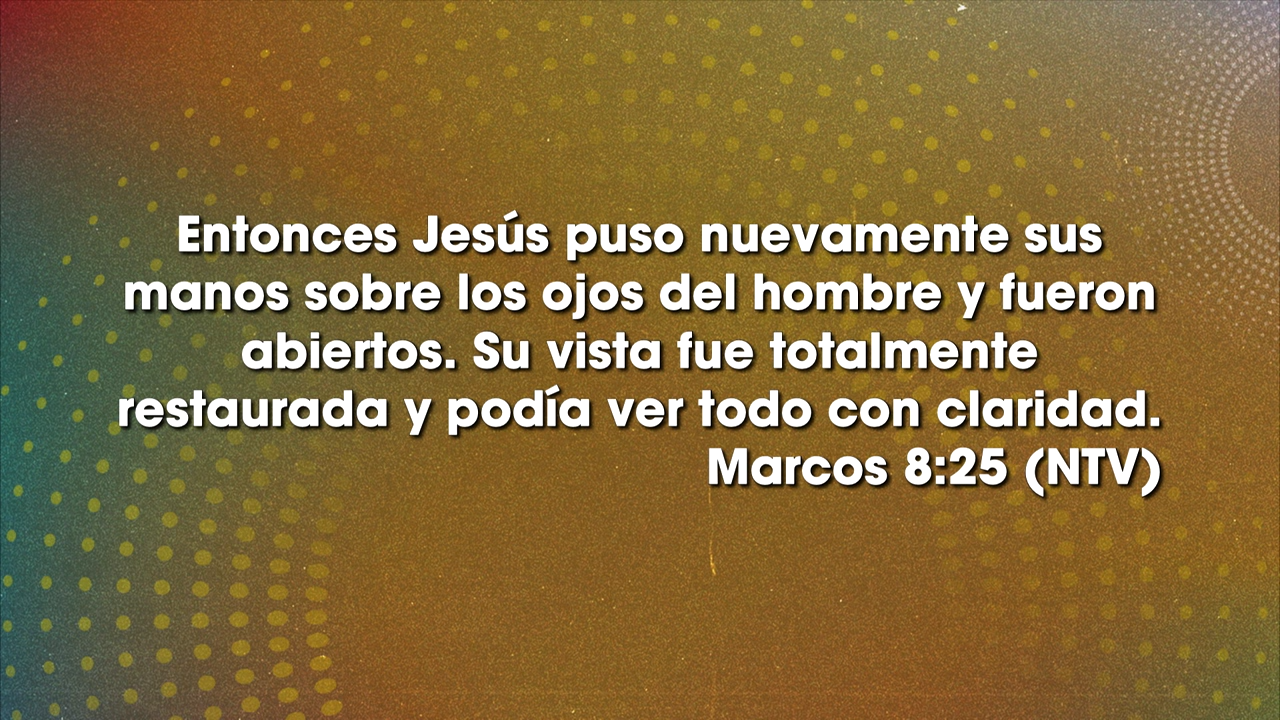 Entonces Jesús puso nuevamente sus
manos sobre los ojos del hombre y fueron
abiertos. Su vista fue totalmente
restaurada y podía ver todo con claridad.
Marcos 8:25 (NTV)